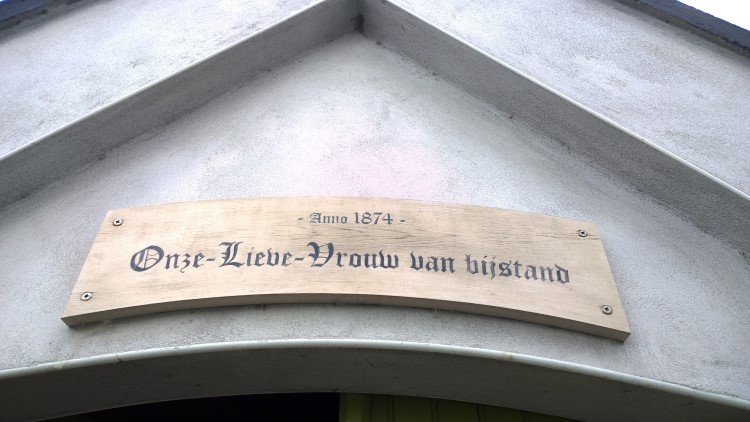 - Anno 1874 -
Onze-Lieve-Vrouw van bijstand